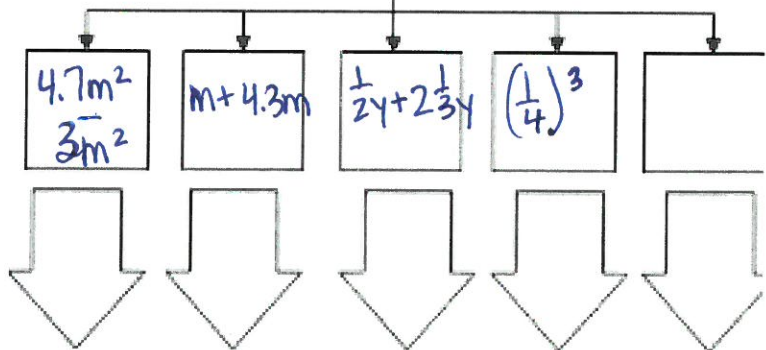 4.7m²
–
3m²
m+4.3m
½y+2⅓y
(¼)³